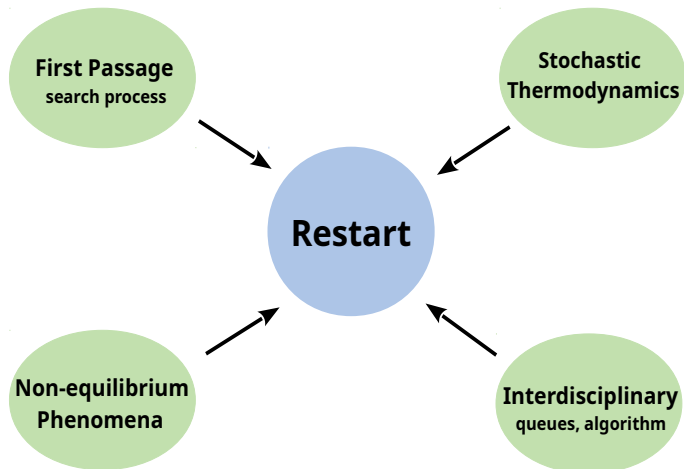 First Passage
search process
Stochastic
Thermodynamics
Restart
Non-equilibrium
Phenomena
Interdisciplinary
queues, algorithm